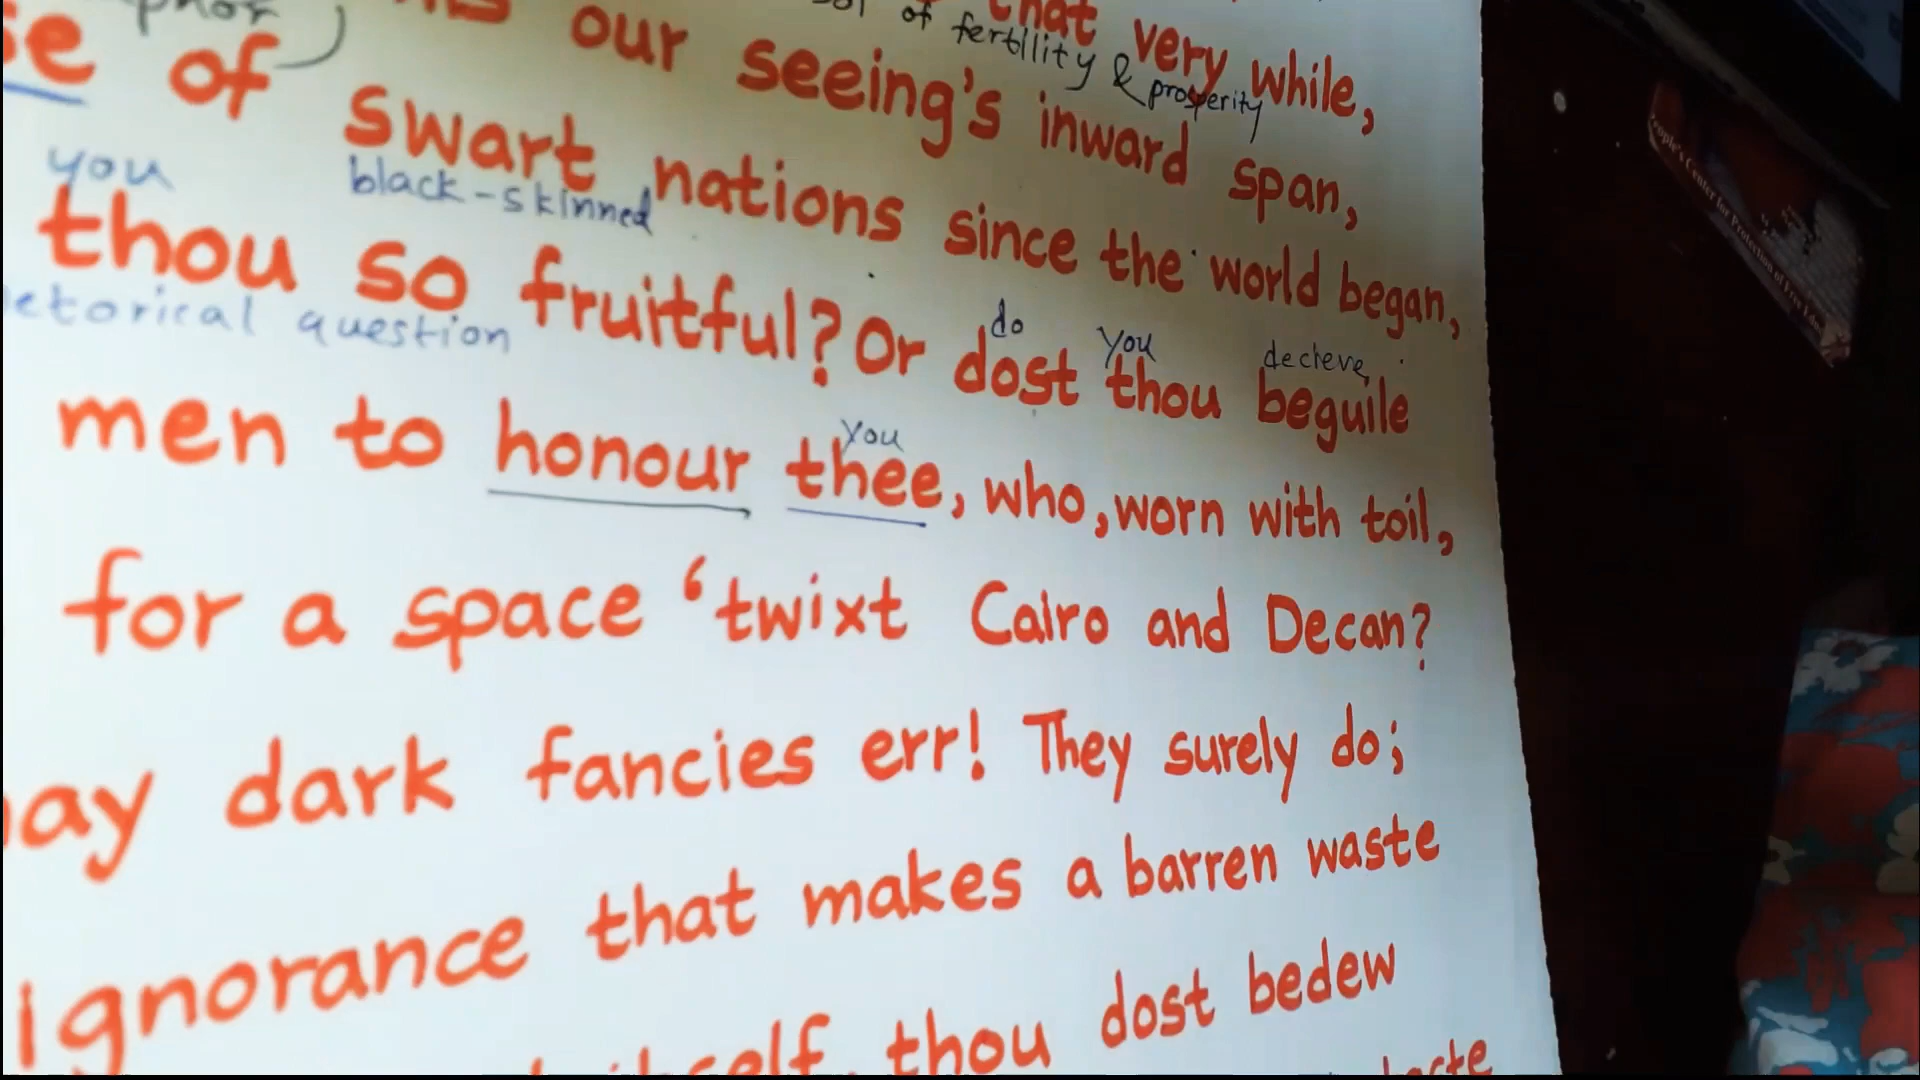 our seeing's inward span,
that very while,
of fertility & prosperity
of swart nations since the world began,
you black-skinned
thou so fruitful? Or dost thou beguile
question do you decieve
men to honour thee, who, worn with toil,
you
for a space 'twixt Cairo and Decan?
dark fancies err! They surely do;
ignorance that makes a barren waste
thou dost bedew